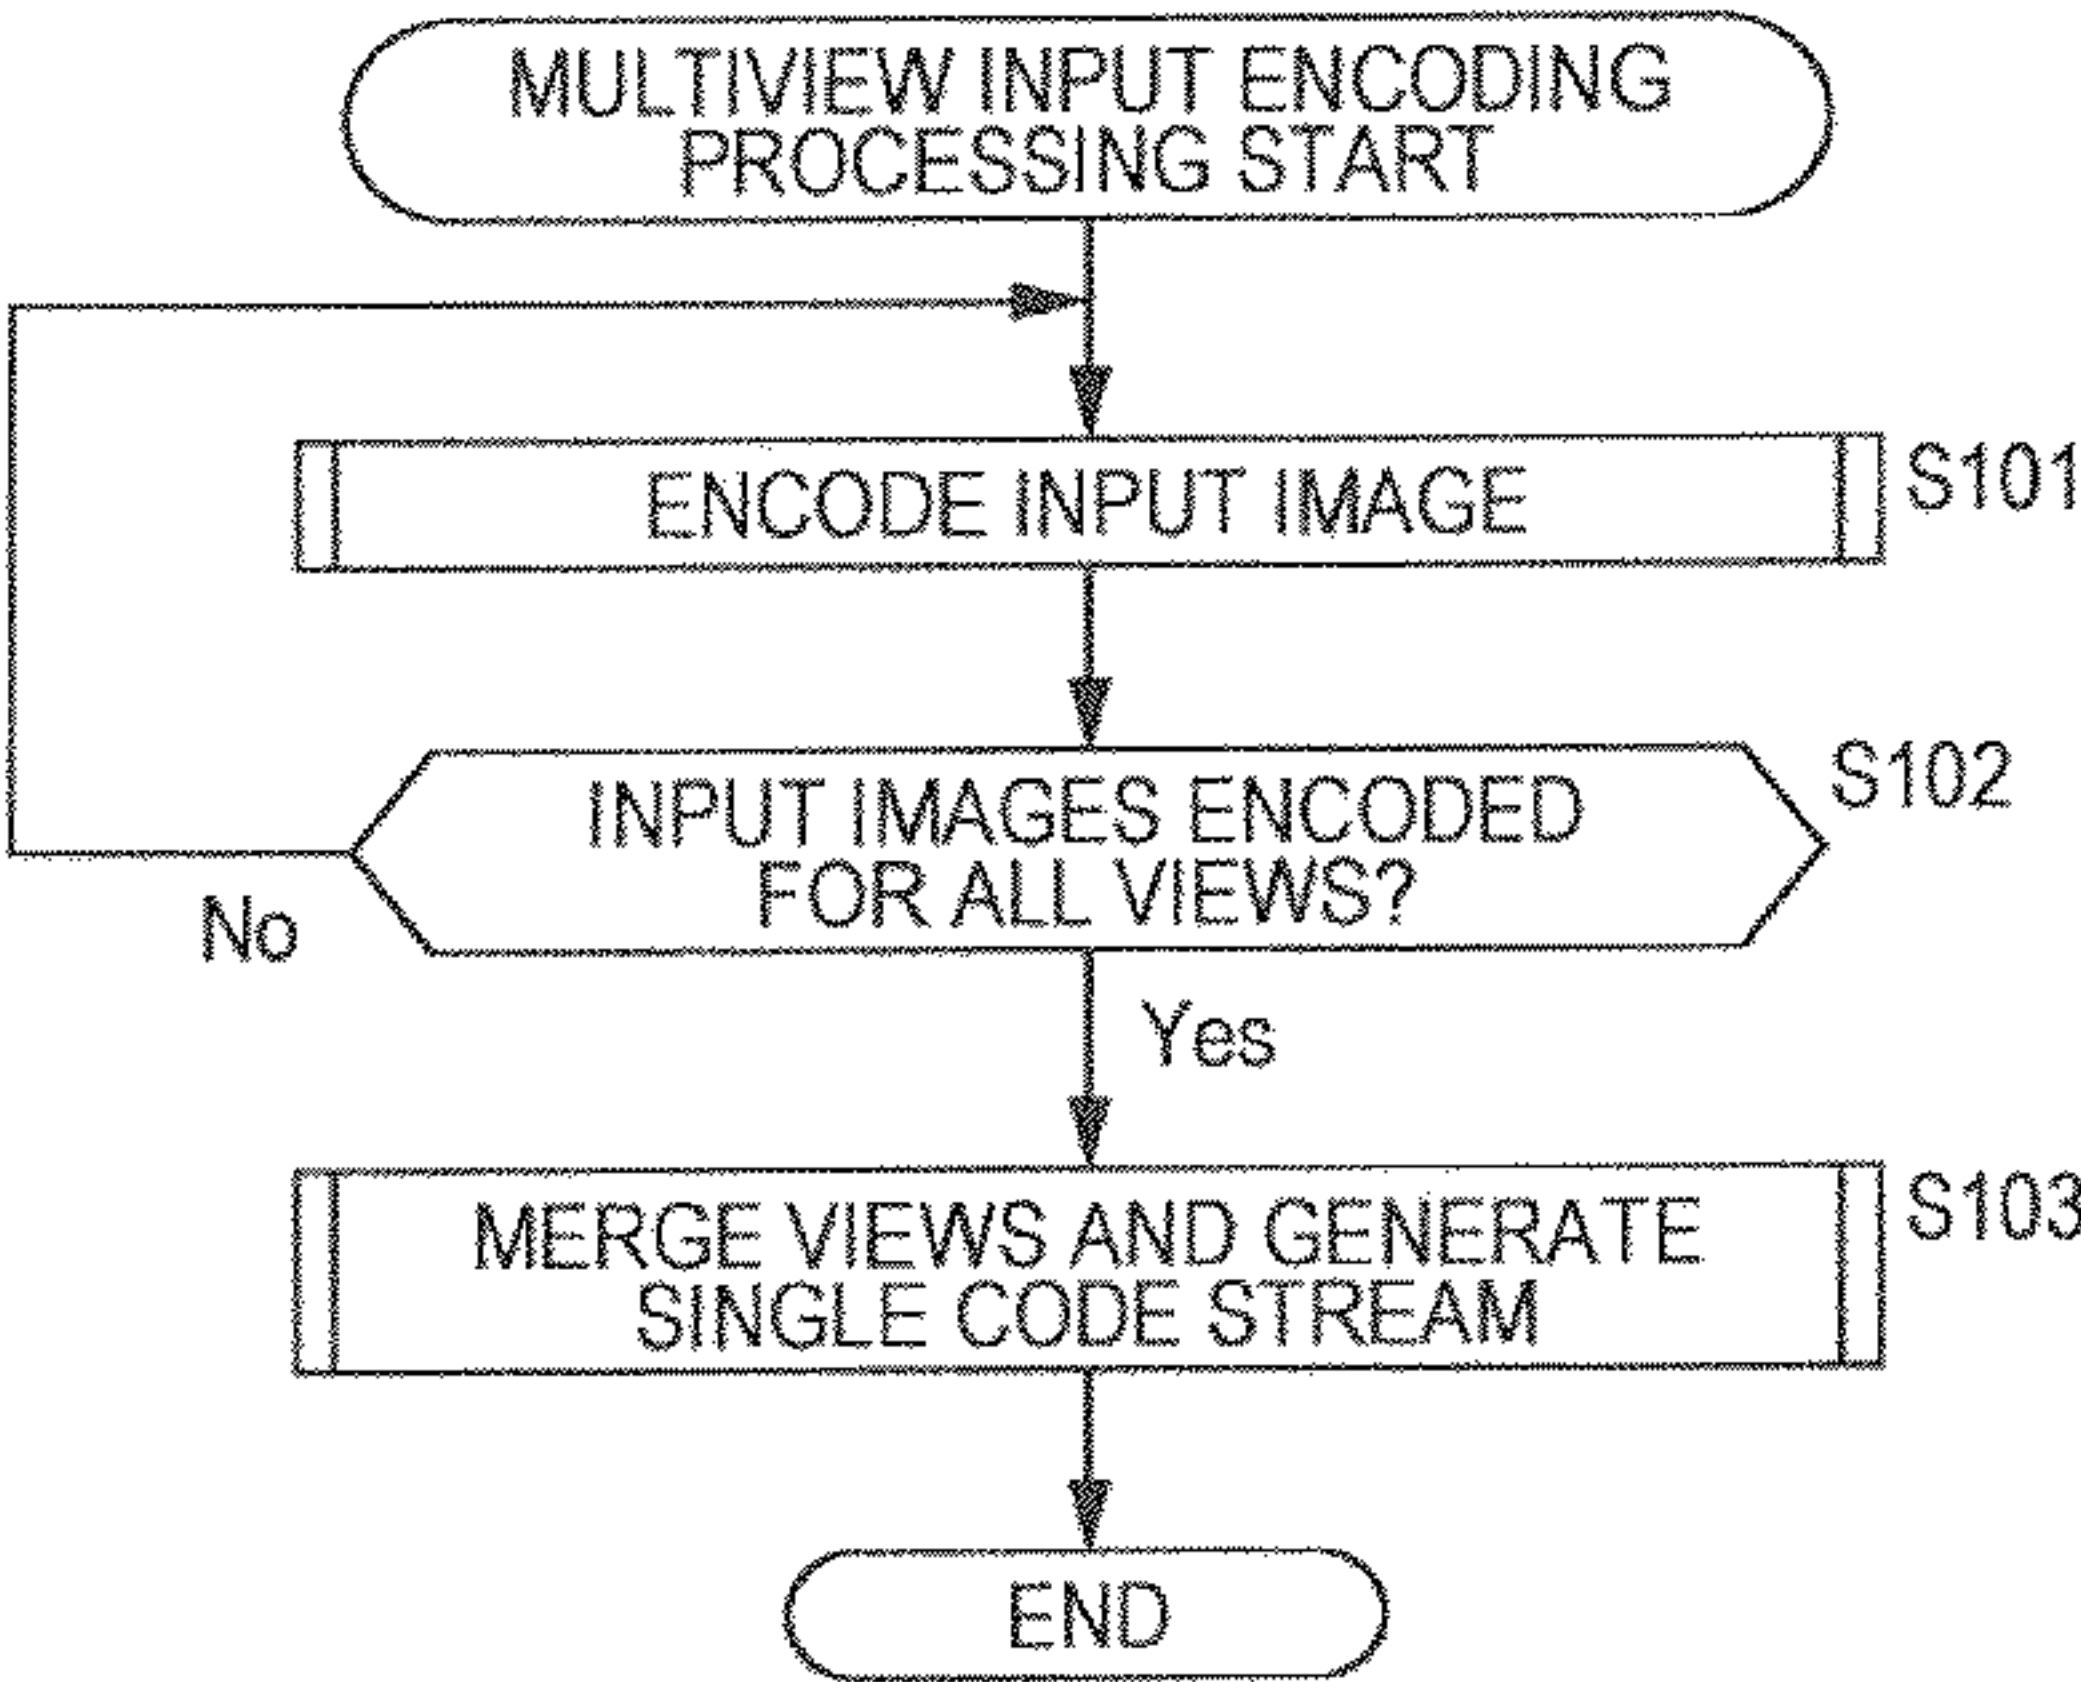 MULTIVIEW INPUT ENCODING
PROCESSING START
ENCODE INPUT IMAGE
S101
INPUT IMAGES ENCODED
FOR ALL VIEWS?
S102
No
Yes
MERGE VIEWS AND GENERATE
SINGLE CODE STREAM
S103
END